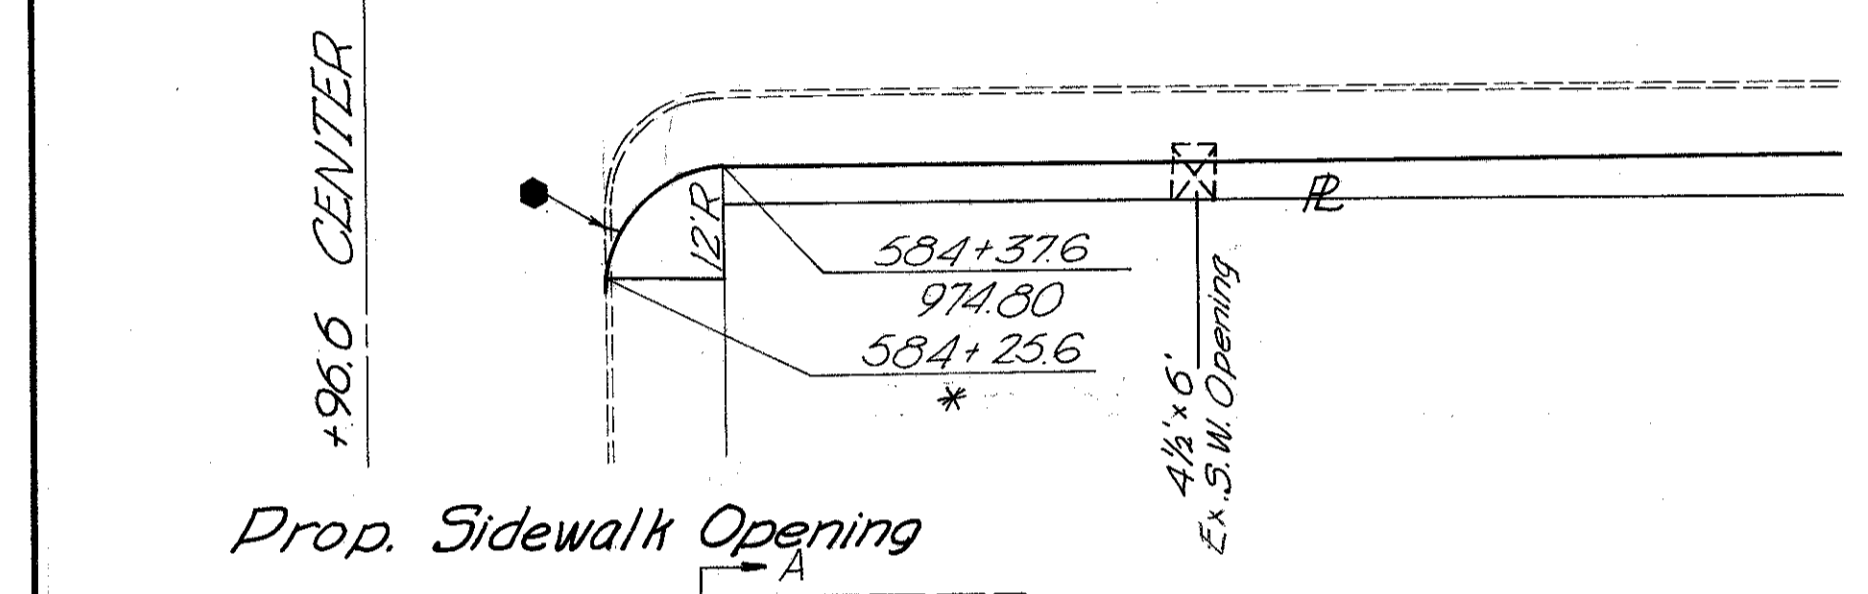 +96.6 CENTER
12'R
584+37.6
974.80
584+25.6
*
PL
4½' x 6'
Ex. S.W. Opening
Prop. Sidewalk Opening
A